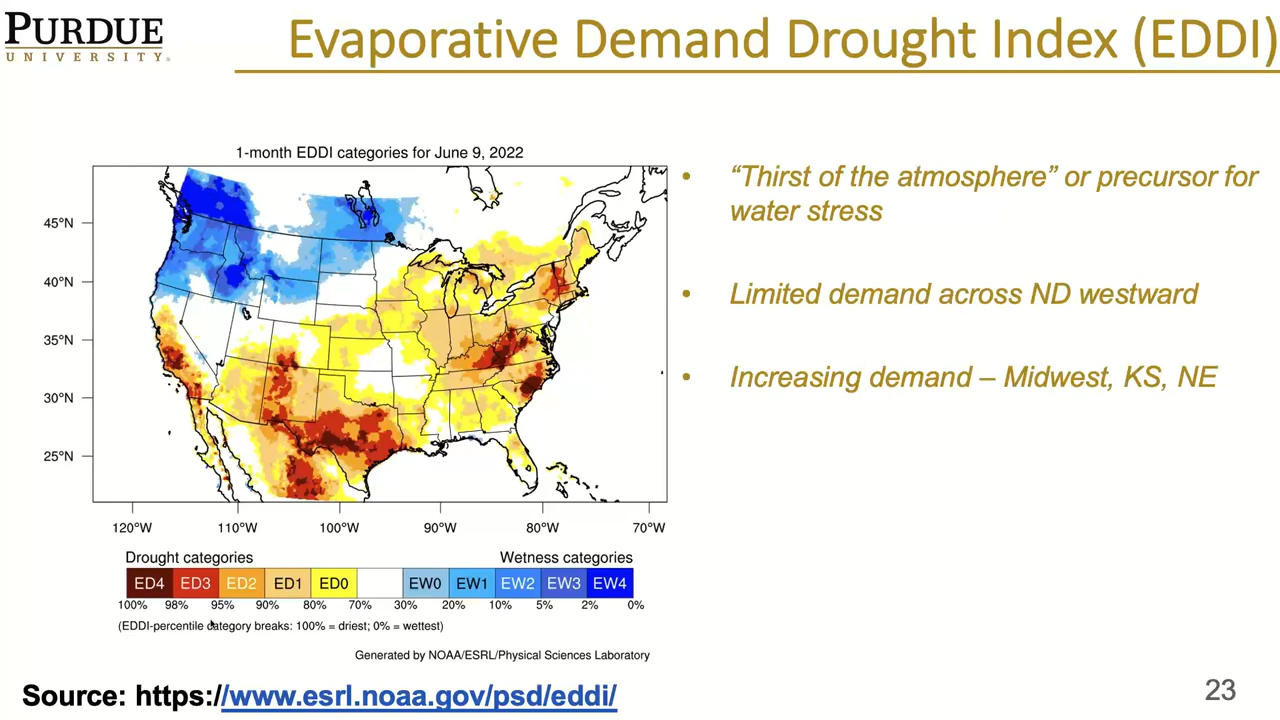 PURDUE
UNIVERSITY®
Evaporative Demand Drought Index (EDDI)
1-month EDDI categories for June 9, 2022
45°N
40°N
35°N
30°N
25°N
120°W 110°W 100°W 90°W 80°W 70°W
Drought categories Wetness categories
ED4 ED3 ED2 ED1 ED0 EW0 EW1 EW2 EW3 EW4
100% 98% 95% 90% 80% 70% 30% 20% 10% 5% 2% 0%
(EDDI-percentile category breaks: 100% = driest; 0% = wettest)
Generated by NOAA/ESRL/Physical Sciences Laboratory
• “Thirst of the atmosphere” or precursor for
water stress
• Limited demand across ND westward
• Increasing demand – Midwest, KS, NE
Source: https://www.esrl.noaa.gov/psd/eddi/
23